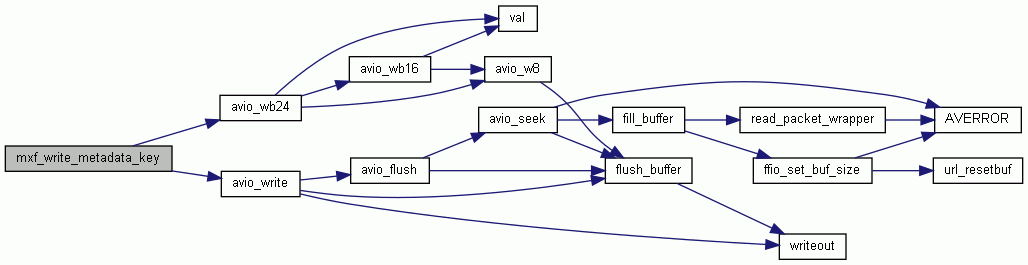 val
avio_wb16
avio_w8
avio_wb24
avio_seek
fill_buffer
read_packet_wrapper
AVERROR
mxf_write_metadata_key
avio_write
avio_flush
flush_buffer
ffio_set_buf_size
url_resetbuf
writeout